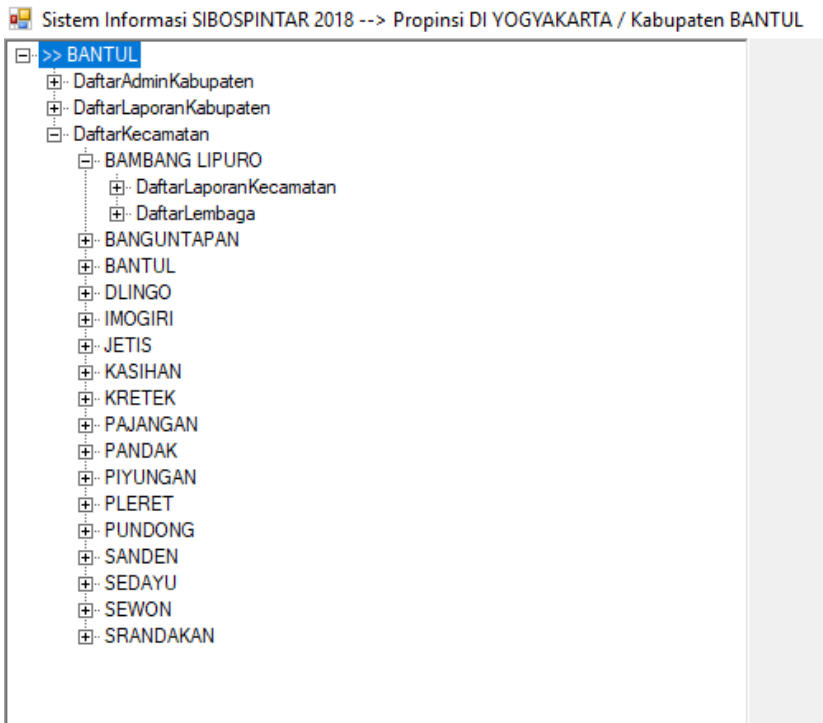 Sistem Informasi SIBOSPINTAR 2018 --> Propinsi DI YOGYAKARTA / Kabupaten BANTUL
>> BANTUL
DaftarAdminKabupaten
DaftarLaporanKabupaten
DaftarKecamatan
BAMBANG LIPURO
DaftarLaporanKecamatan
DaftarLembaga
BANGUNTAPAN
BANTUL
DLINGO
IMOGIRI
JETIS
KASIHAN
KRETEK
PAJANGAN
PANDAK
PIYUNGAN
PLERET
PUNDONG
SANDEN
SEDAYU
SEWON
SRANDAKAN